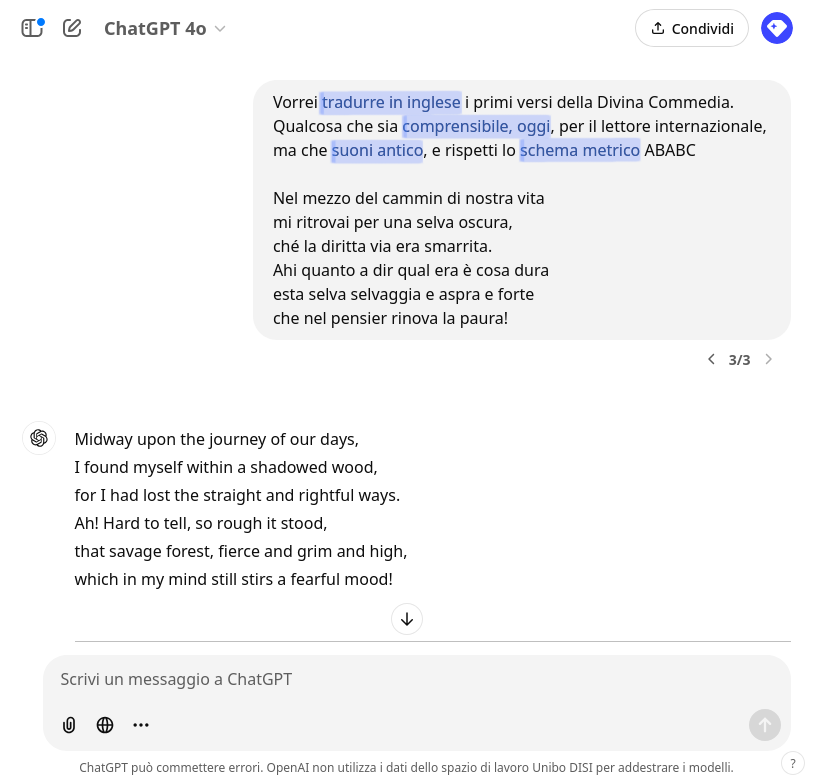 ChatGPT 4o
Condividi
Vorrei tradurre in inglese i primi versi della Divina Commedia.
Qualcosa che sia comprensibile, oggi, per il lettore internazionale,
ma che suoni antico, e rispetti lo schema metrico ABABC
Nel mezzo del cammin di nostra vita
mi ritrovai per una selva oscura,
ché la diritta via era smarrita.
Ahi quanto a dir qual era è cosa dura
esta selva selvaggia e aspra e forte
che nel pensier rinova la paura!
3/3
Midway upon the journey of our days,
I found myself within a shadowed wood,
for I had lost the straight and rightful ways.
Ah! Hard to tell, so rough it stood,
that savage forest, fierce and grim and high,
which in my mind still stirs a fearful mood!
Scrivi un messaggio a ChatGPT
ChatGPT può commettere errori. OpenAI non utilizza i dati dello spazio di lavoro Unibo DISI per addestrare i modelli.
?